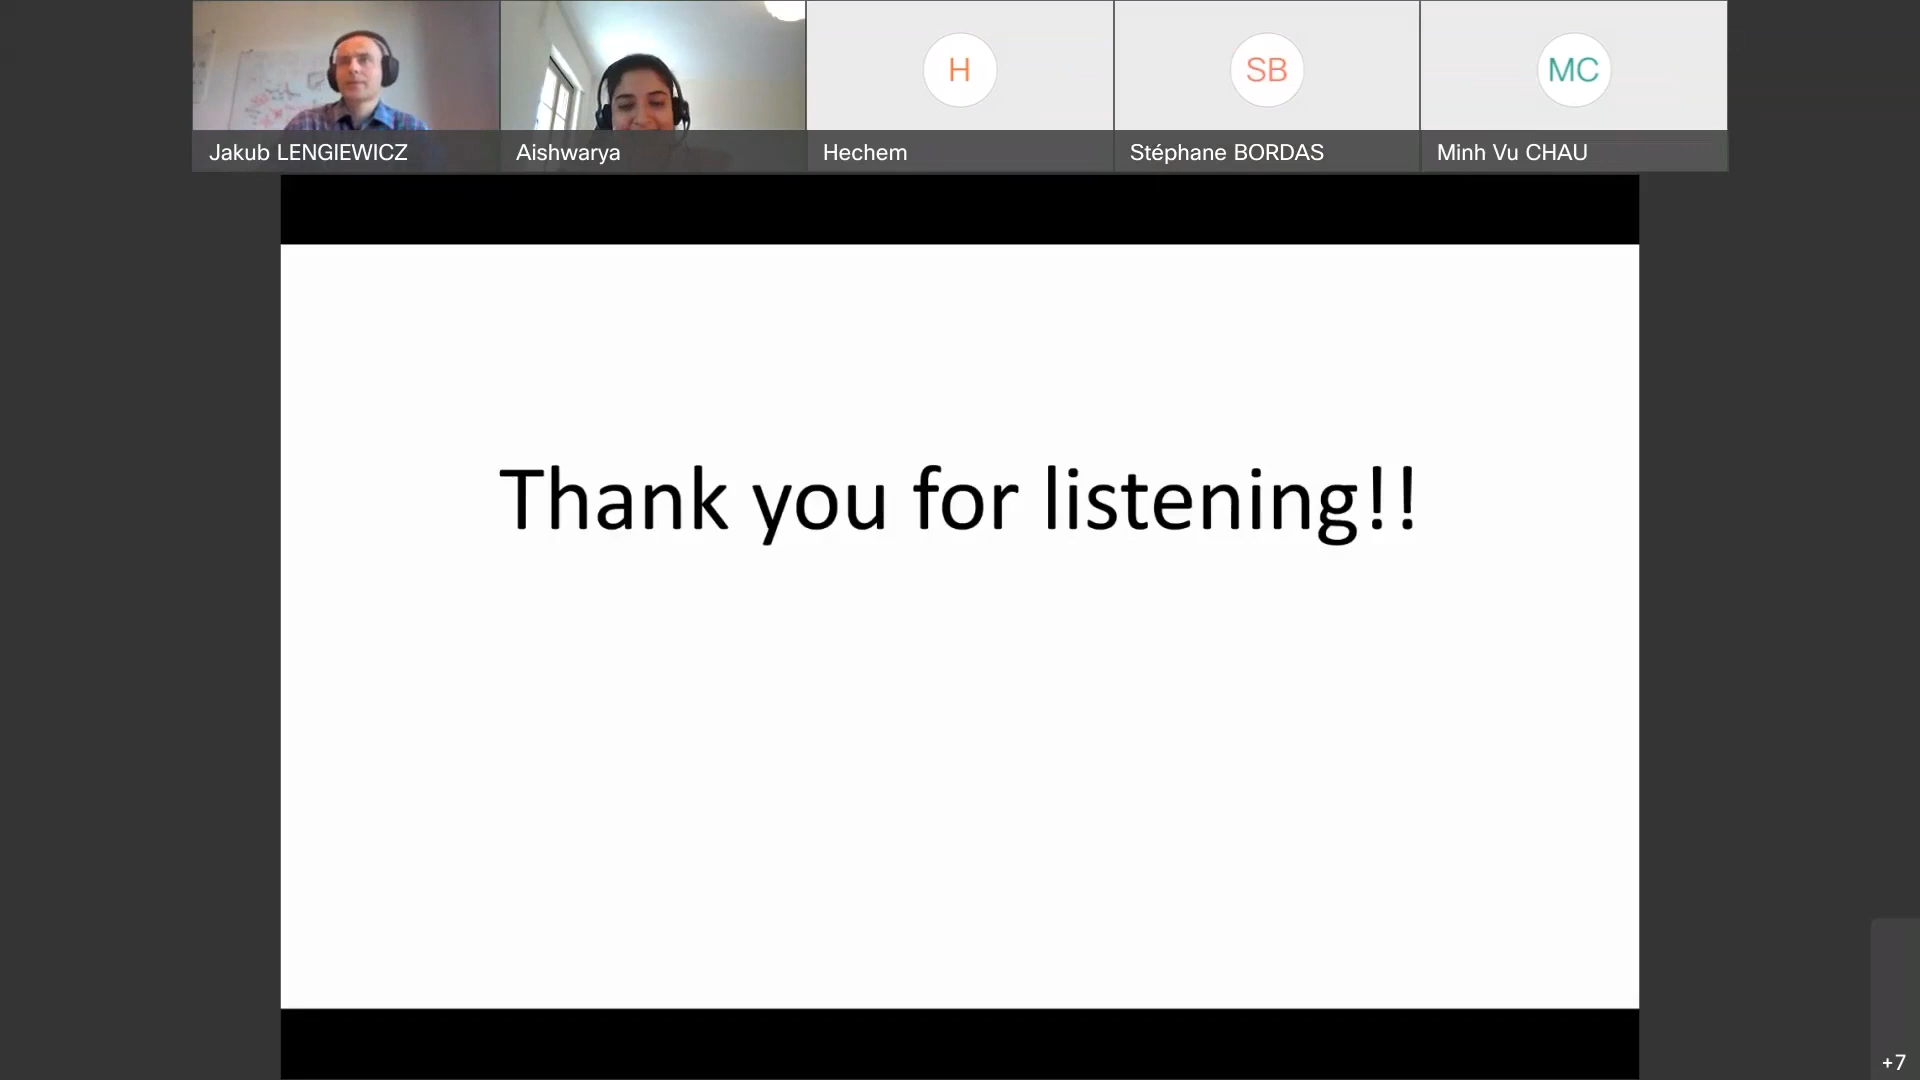 H
SB
MC
Jakub LENGIEWICZ
Aishwarya
Hechem
Stéphane BORDAS
Minh Vu CHAU
Thank you for listening!!
+7